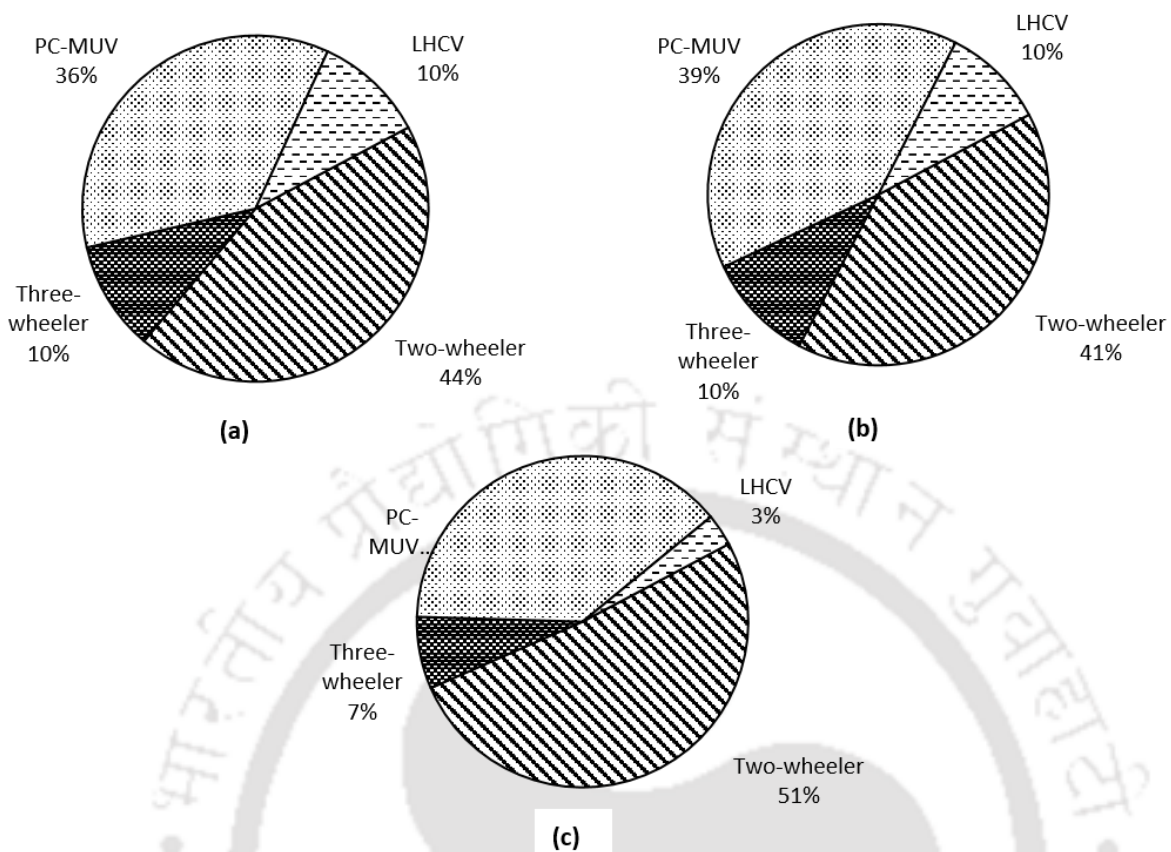 PC-MUV
36%
LHCV
10%
Three-
wheeler
10%
Two-wheeler
44%
(a)
PC-MUV
39%
LHCV
10%
Three-
wheeler
10%
Two-wheeler
41%
(b)
PC-
MUV..
LHCV
3%
Three-
wheeler
7%
Two-wheeler
51%
(c)
भारतीय प्रौद्योगिकी संस्थान गुवाहाटी